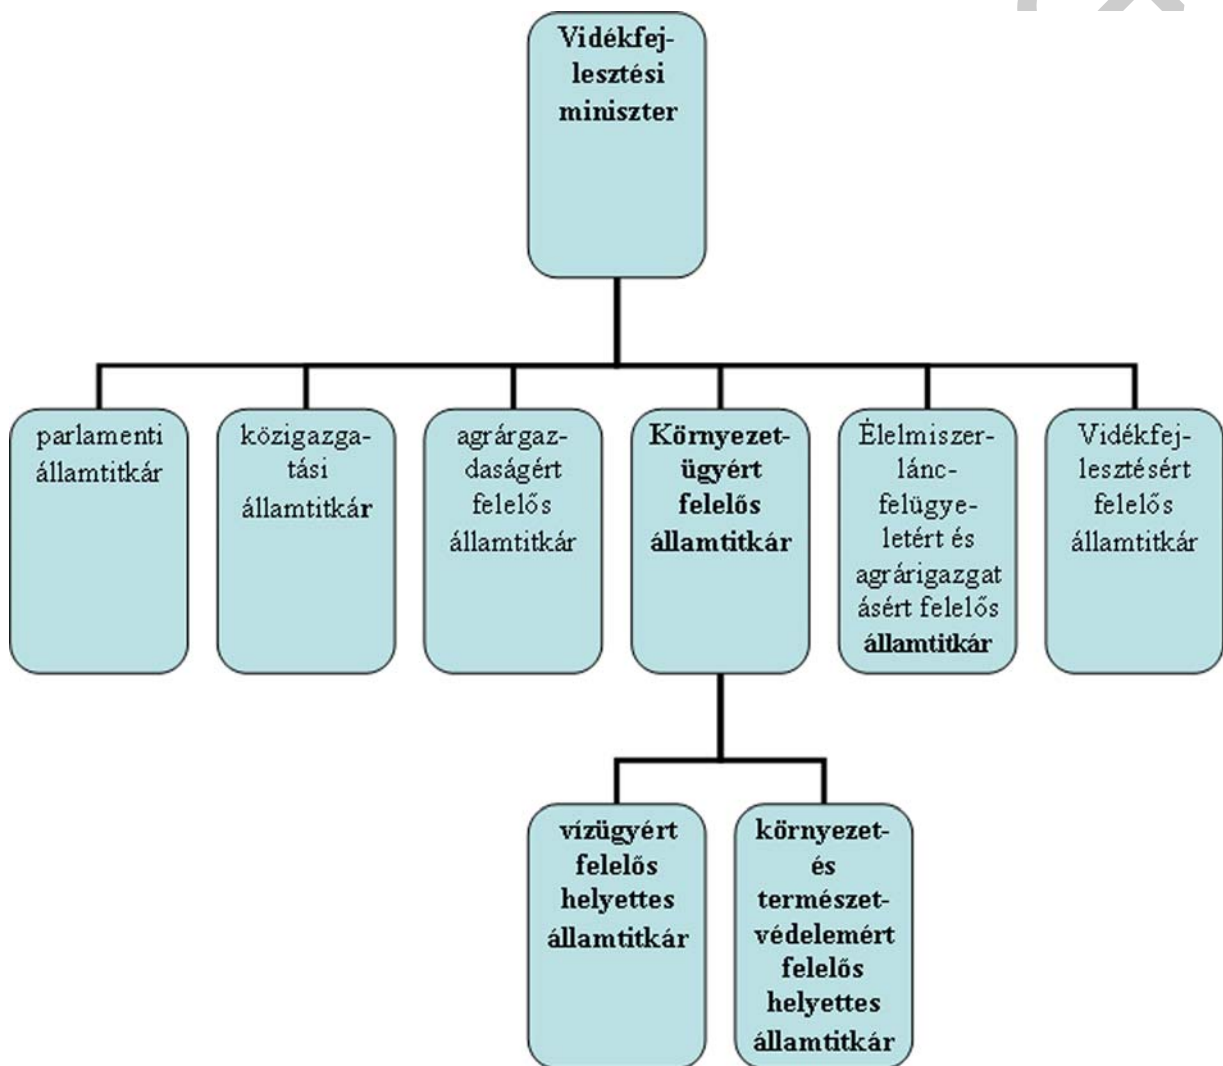 Vidékfej-
lesztési
miniszter
parlamenti
államtitkár
közigazga-
tási
államtitkár
agrárgaz-
daságért
felelős
államtitkár
Környezet-
ügyért
felelős
államtitkár
Élelmiszer-
lánc-
felügye-
letért és
agrárigazgat
ásért felelős
államtitkár
Vidékfej-
lesztésért
felelős
államtitkár
vízügyért
felelős
helyettes
államtitkár
környezet-
és
természet-
védelemért
felelős
helyettes
államtitkár